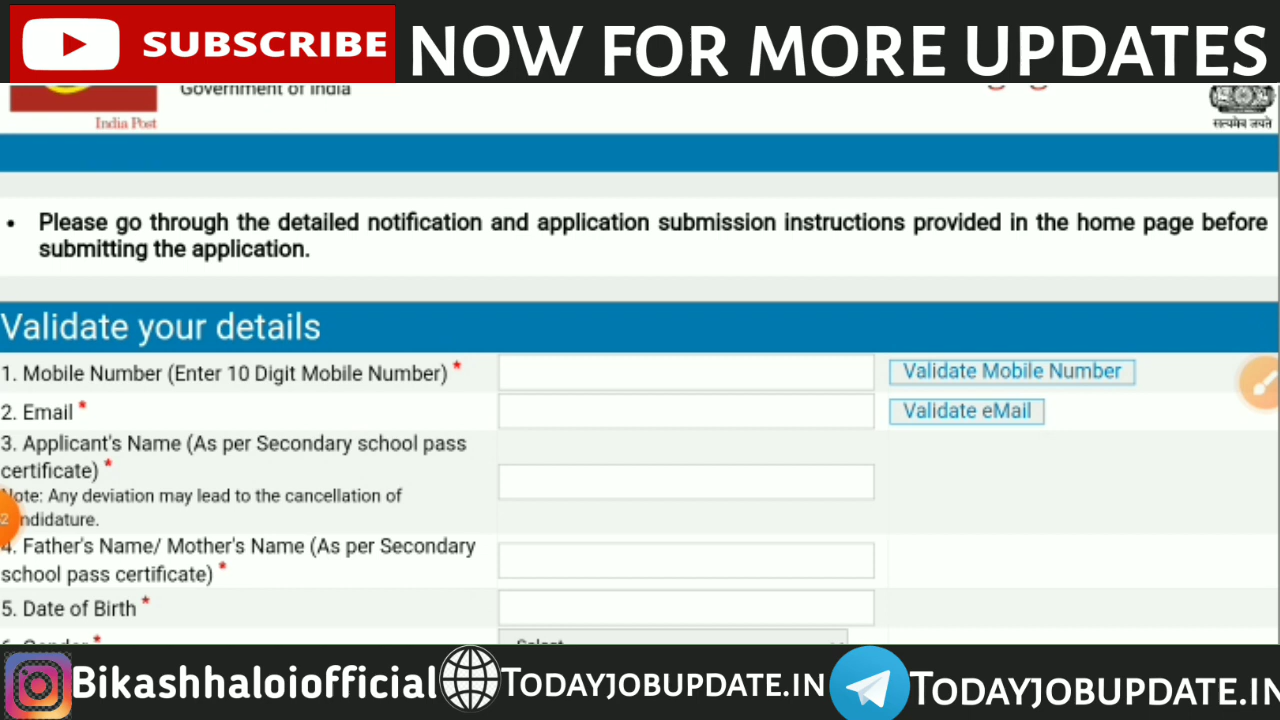 SUBSCRIBE NOW FOR MORE UPDATES
Government of India
India Post
सत्यमेव जयते
• Please go through the detailed notification and application submission instructions provided in the home page before
submitting the application.
Validate your details
1. Mobile Number (Enter 10 Digit Mobile Number) *
Validate Mobile Number
2. Email *
Validate eMail
3. Applicant's Name (As per Secondary school pass
certificate) *
Note: Any deviation may lead to the cancellation of
ndidature.
4. Father's Name/ Mother's Name (As per Secondary
school pass certificate) *
5. Date of Birth *
6. Gender *
Select
Bikashhaloiofficial
TODAYJOBUPDATE.IN
TODAYJOBUPDATE.IN